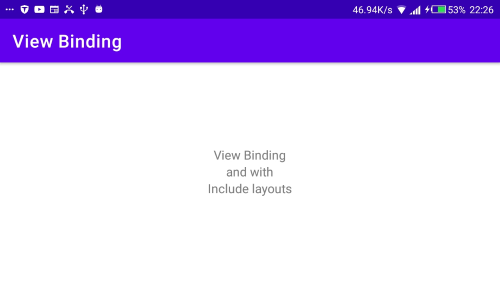 46.94K/s 53% 22:26
View Binding
View Binding
and with
Include layouts